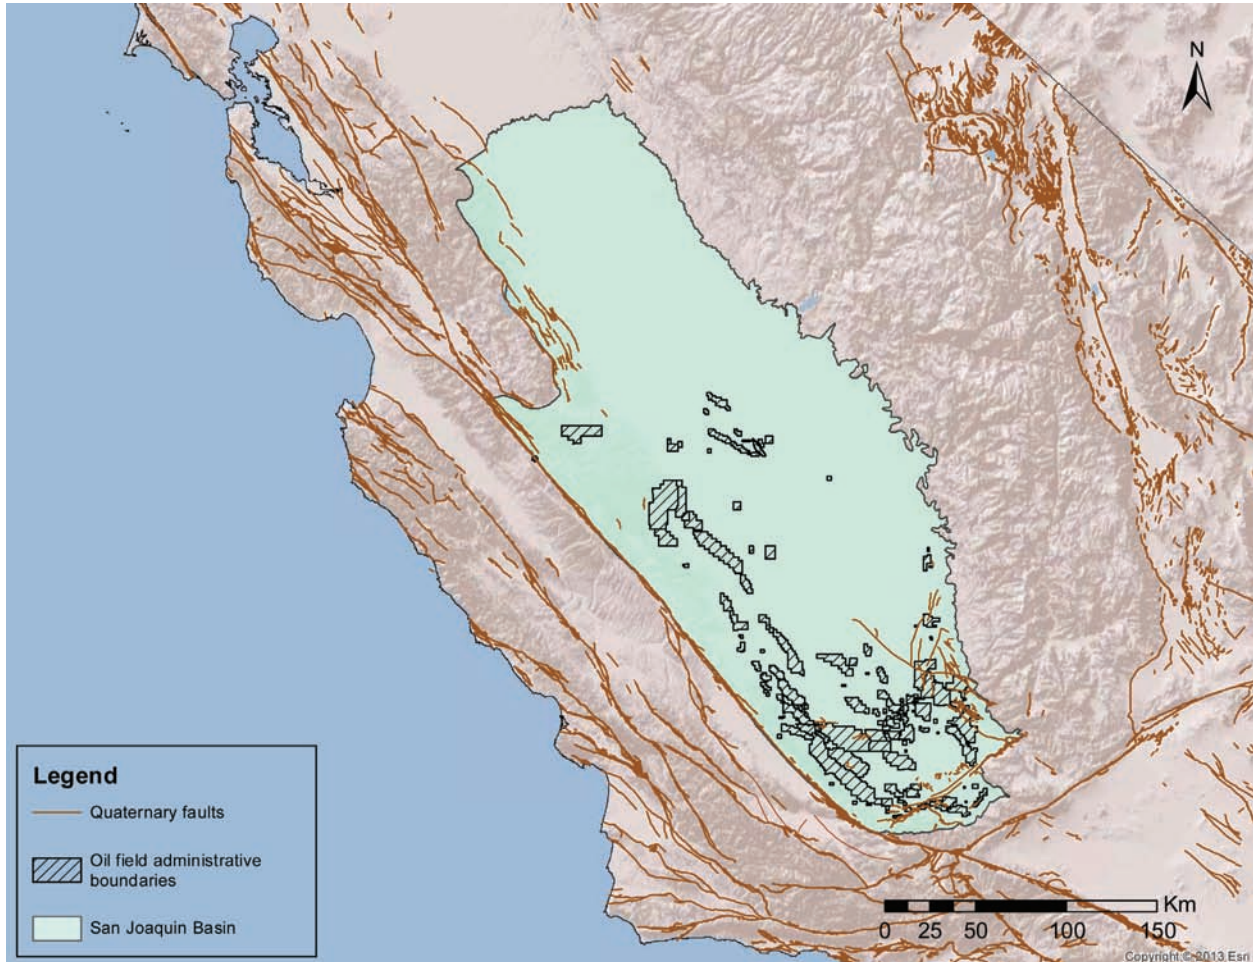 N
Legend
Quaternary faults
Oil field administrative
boundaries
San Joaquin Basin
Km
0 25 50 100 150
Copyright:© 2013 Esri